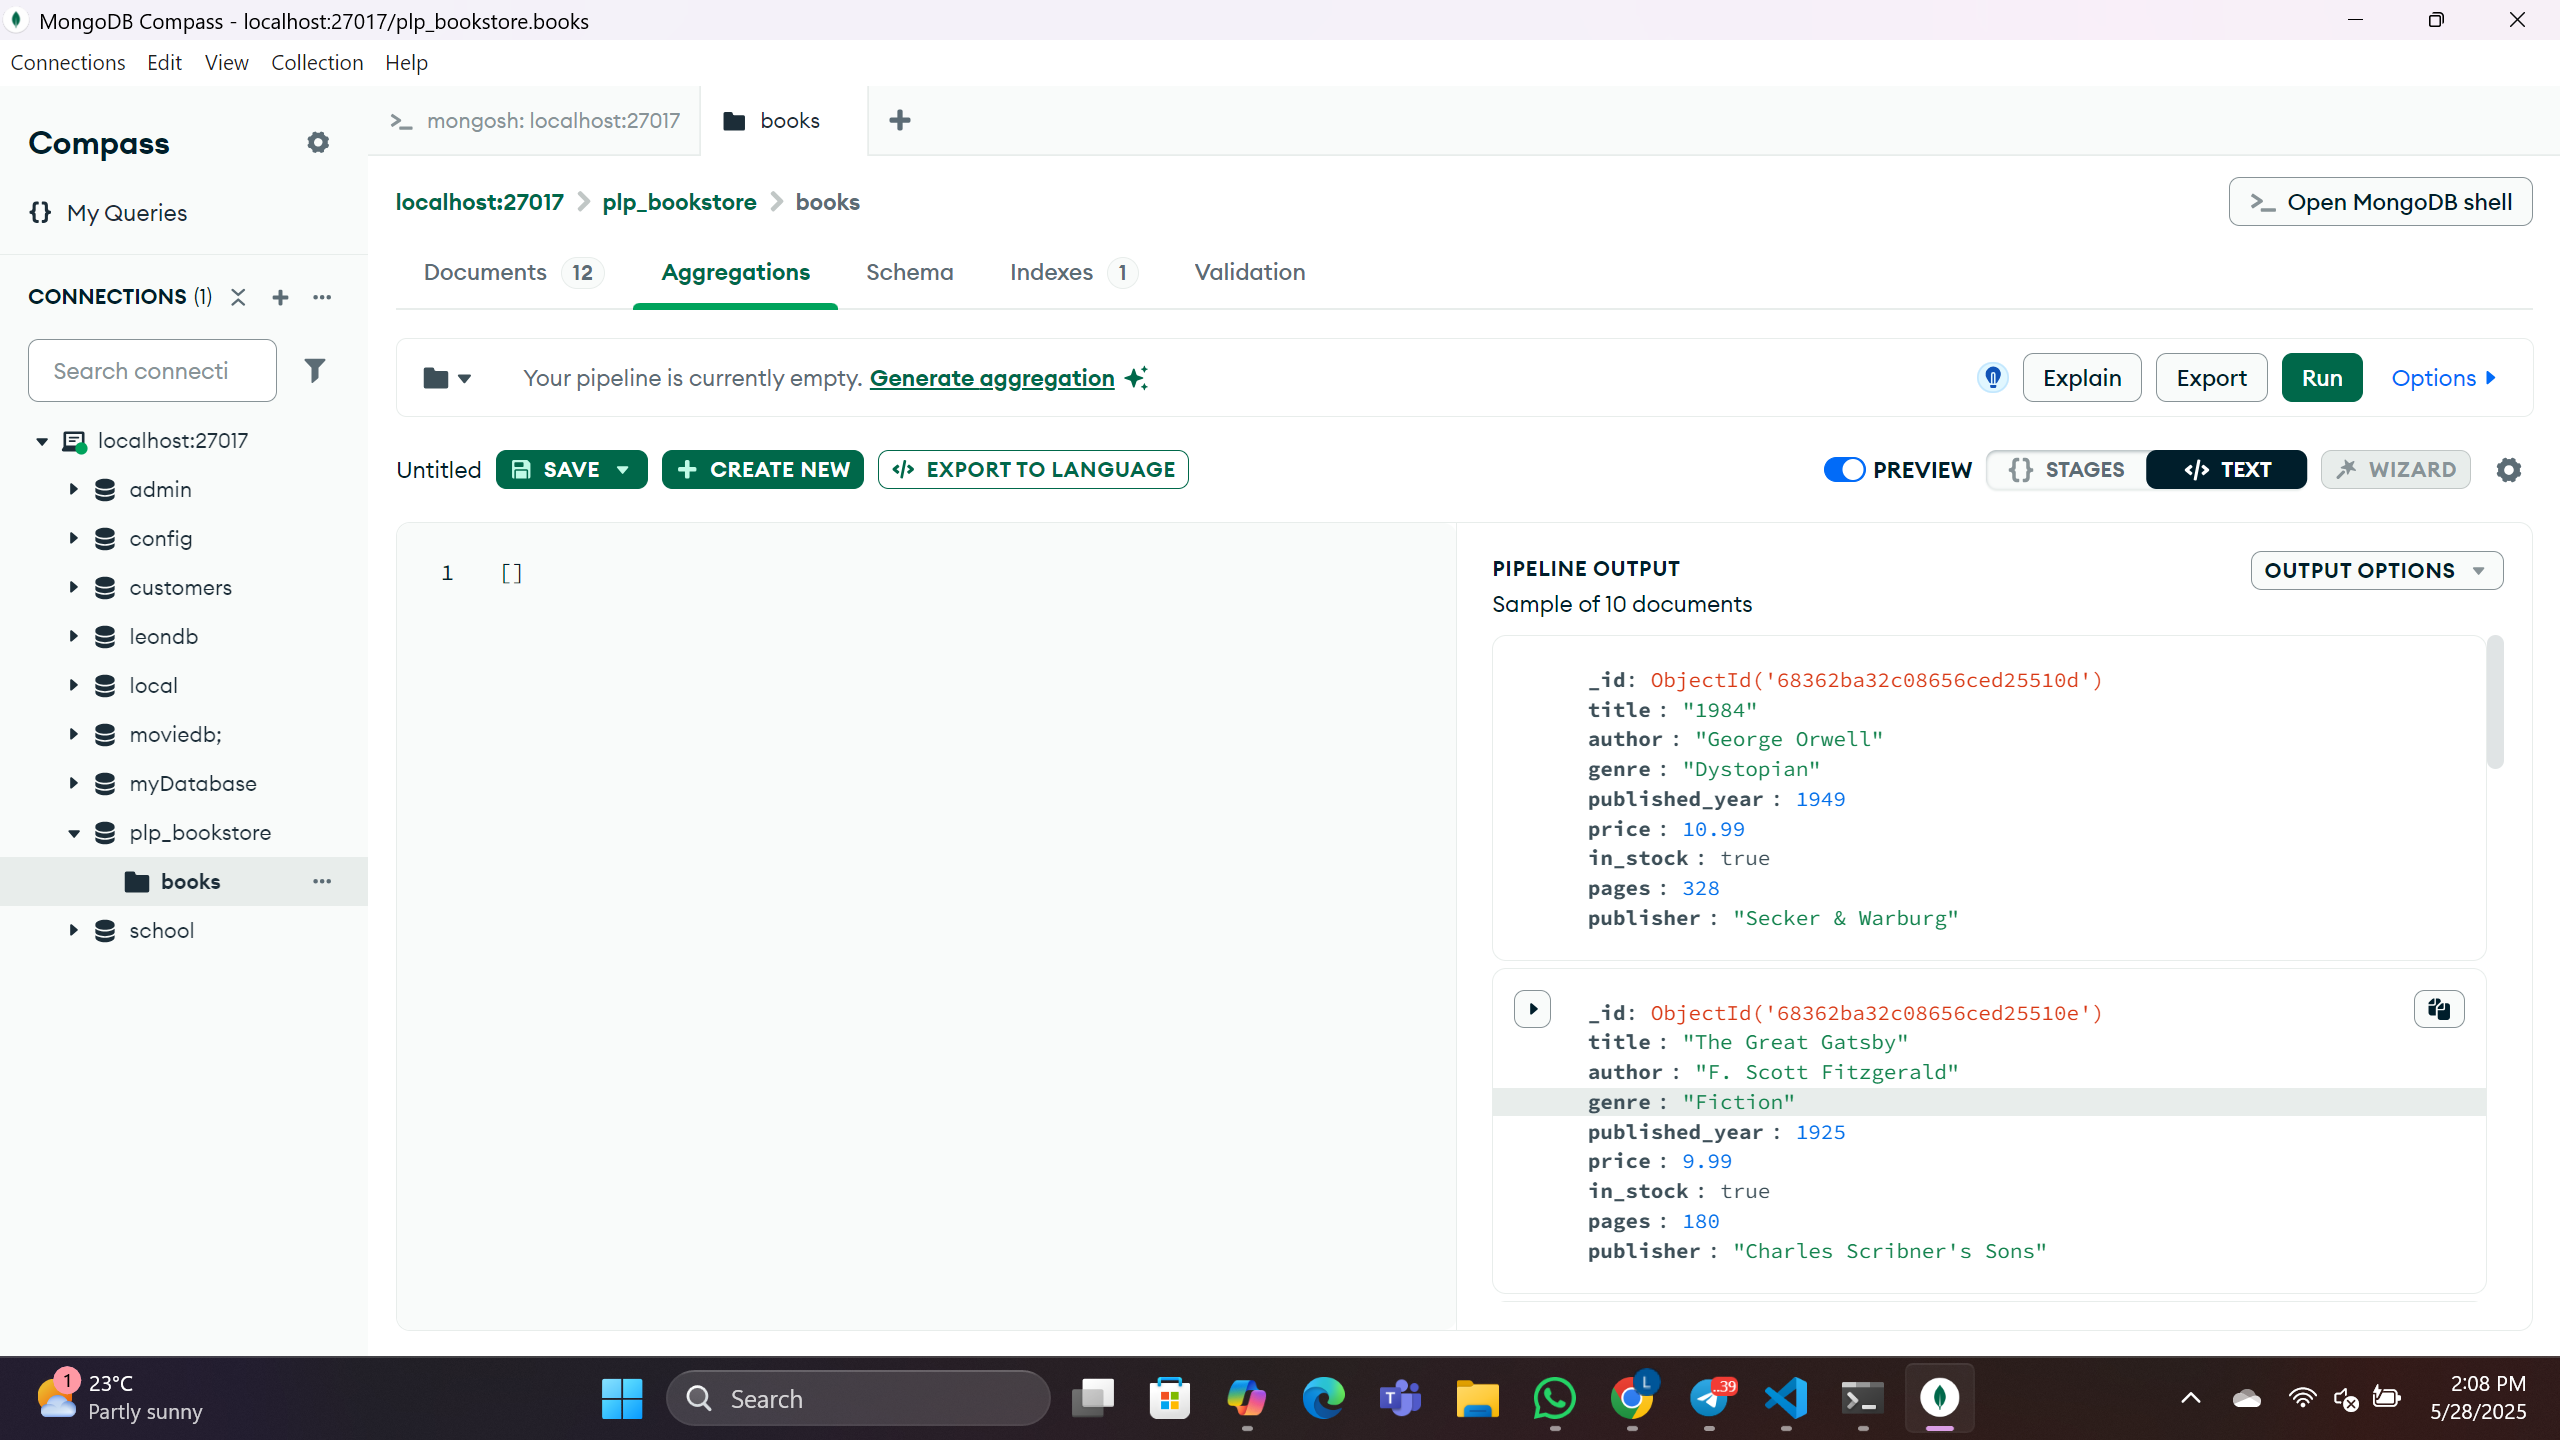 MongoDB Compass - localhost:27017/plp_bookstore.books
Connections Edit View Collection Help
Compass
My Queries
CONNECTIONS (1)
Search connecti
localhost:27017
admin
config
customers
leondb
local
moviedb;
myDatabase
plp_bookstore
books
school
mongosh: localhost:27017
books
localhost:27017 plp_bookstore books
Open MongoDB shell
Documents 12 Aggregations Schema Indexes 1 Validation
Your pipeline is currently empty. Generate aggregation
Explain Export Run Options
Untitled SAVE CREATE NEW EXPORT TO LANGUAGE
PREVIEW {} STAGES </> TEXT WIZARD
1 []
PIPELINE OUTPUT
OUTPUT OPTIONS
Sample of 10 documents
_id: ObjectId('68362ba32c08656ced25510d')
title : "1984"
author : "George Orwell"
genre : "Dystopian"
published_year : 1949
price : 10.99
in_stock : true
pages : 328
publisher : "Secker & Warburg"
_id: ObjectId('68362ba32c08656ced25510e')
title : "The Great Gatsby"
author : "F. Scott Fitzgerald"
genre : "Fiction"
published_year : 1925
price : 9.99
in_stock : true
pages : 180
publisher : "Charles Scribner's Sons"
1
23°C
Partly sunny
Search
L
..39
2:08 PM
5/28/2025